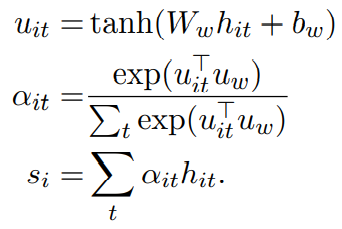 u_{it} = tanh(W_w h_{it} + b_w)
α_{it} = \frac{exp(u_{it}^⊤ u_w)}{∑_t exp(u_{it}^⊤ u_w)}
s_i = ∑_t α_{it} h_{it}.